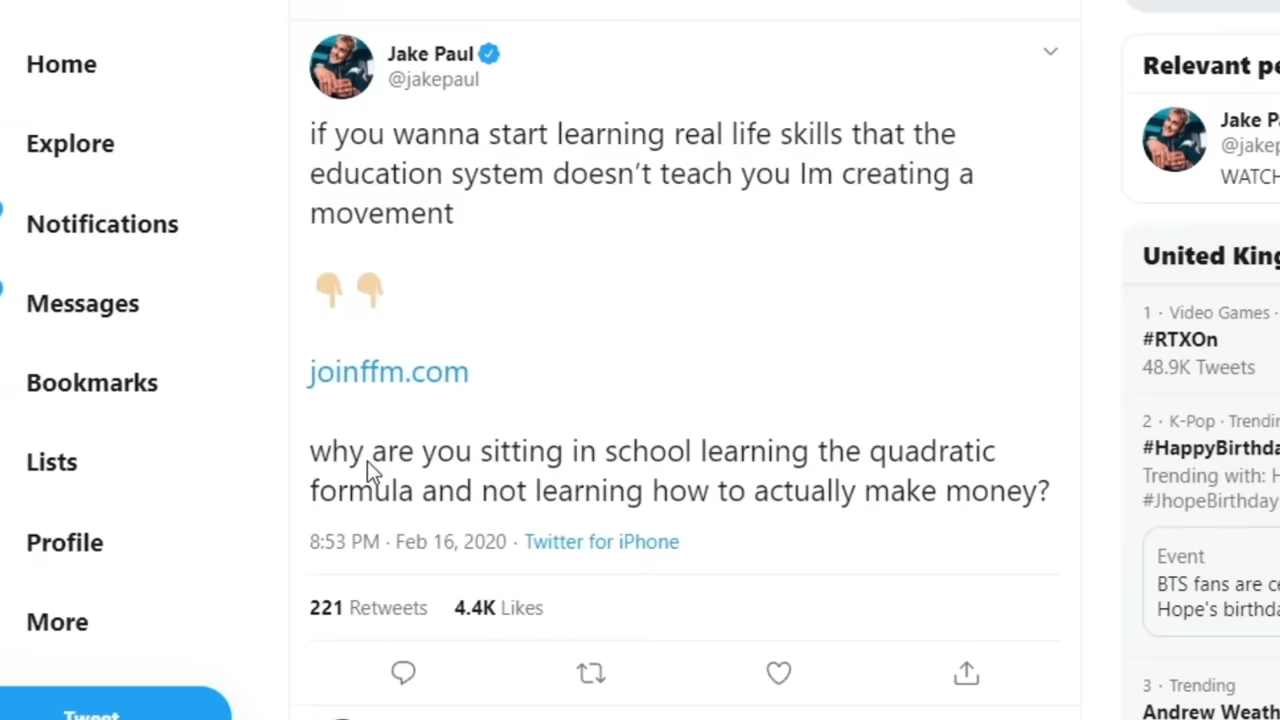 Home
Explore
Notifications
Messages
Bookmarks
Lists
Profile
More
Tweet
Jake Paul
@jakepaul
if you wanna start learning real life skills that the
education system doesn't teach you Im creating a
movement
joinffm.com
why are you sitting in school learning the quadratic
formula and not learning how to actually make money?
8:53 PM · Feb 16, 2020 · Twitter for iPhone
221 Retweets 4.4K Likes
Relevant pe
Jake P
@jakep
WATCH
United King
1 · Video Games ·
#RTXOn
48.9K Tweets
2 · K-Pop · Trendin
#HappyBirthda
Trending with: H
#JhopeBirthday
Event
BTS fans are ce
Hope's birthda
3 · Trending
Andrew Weath